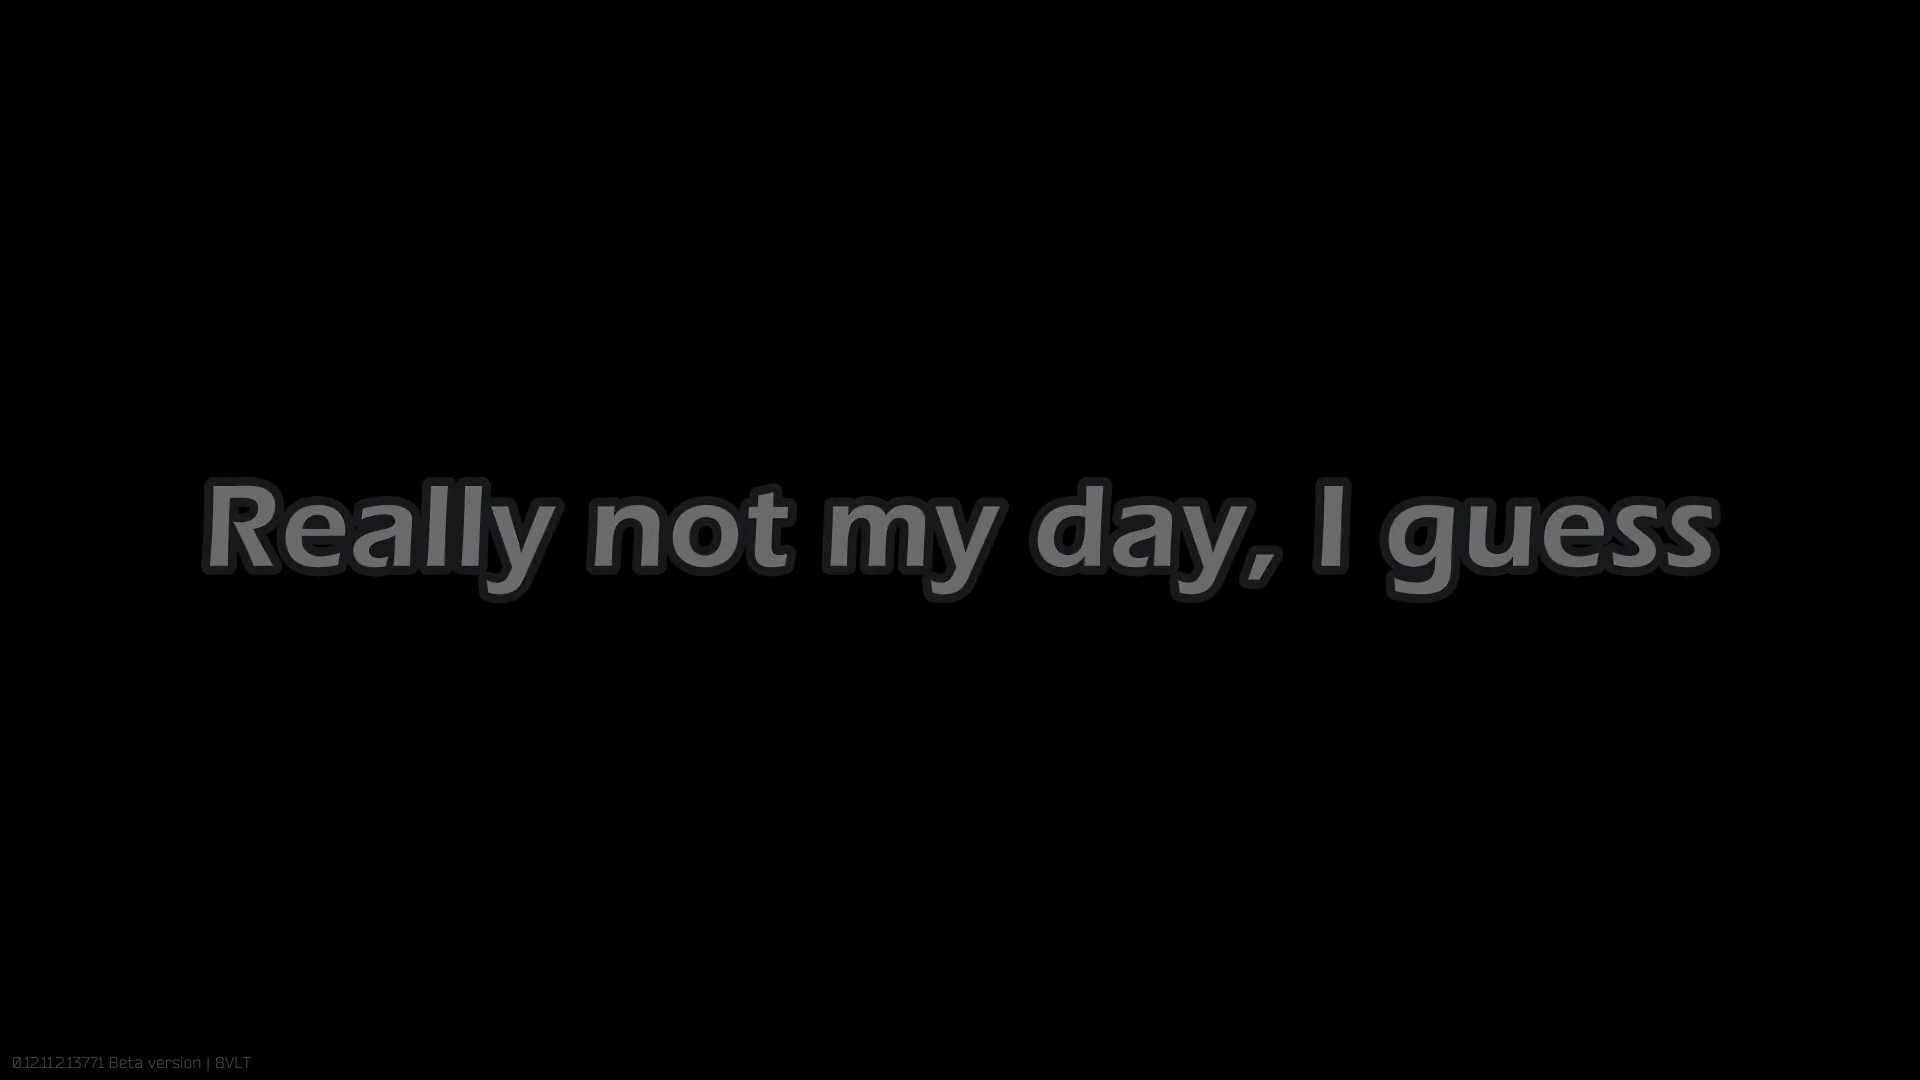 Really not my day, I guess
0.12.11.2.13771 Beta version | 8VLT